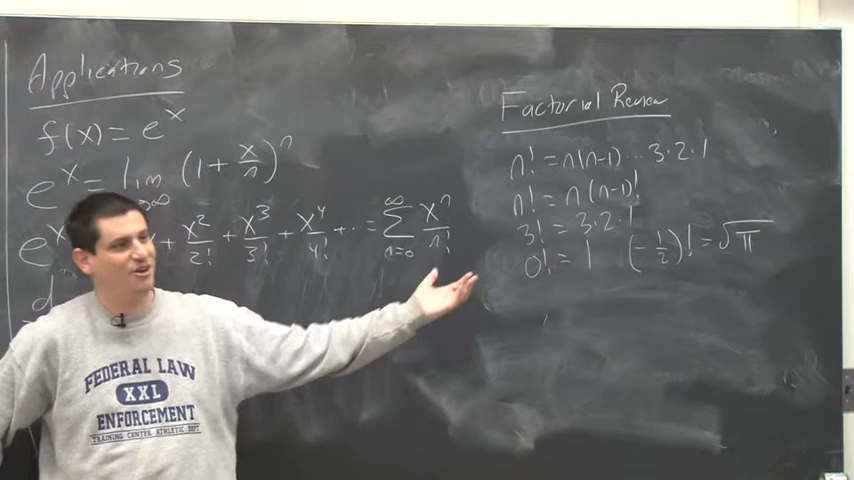 Applications
f(x) = e^x
e^x = lim (1 + x/n)^n
→∞
e^x + x²/2! + x³/3! + x⁴/4! + ... = ∑_{n=0}^{∞} xⁿ/n!
d
Factorial Review
n! = n(n-1) ... 3·2·1
n! = n(n-1)!
3! = 3·2·1
0! = 1 (-1/2)! = √π
FEDERAL LAW
XXL
ENFORCEMENT
TRAINING CENTER ATHLETIC DEPT